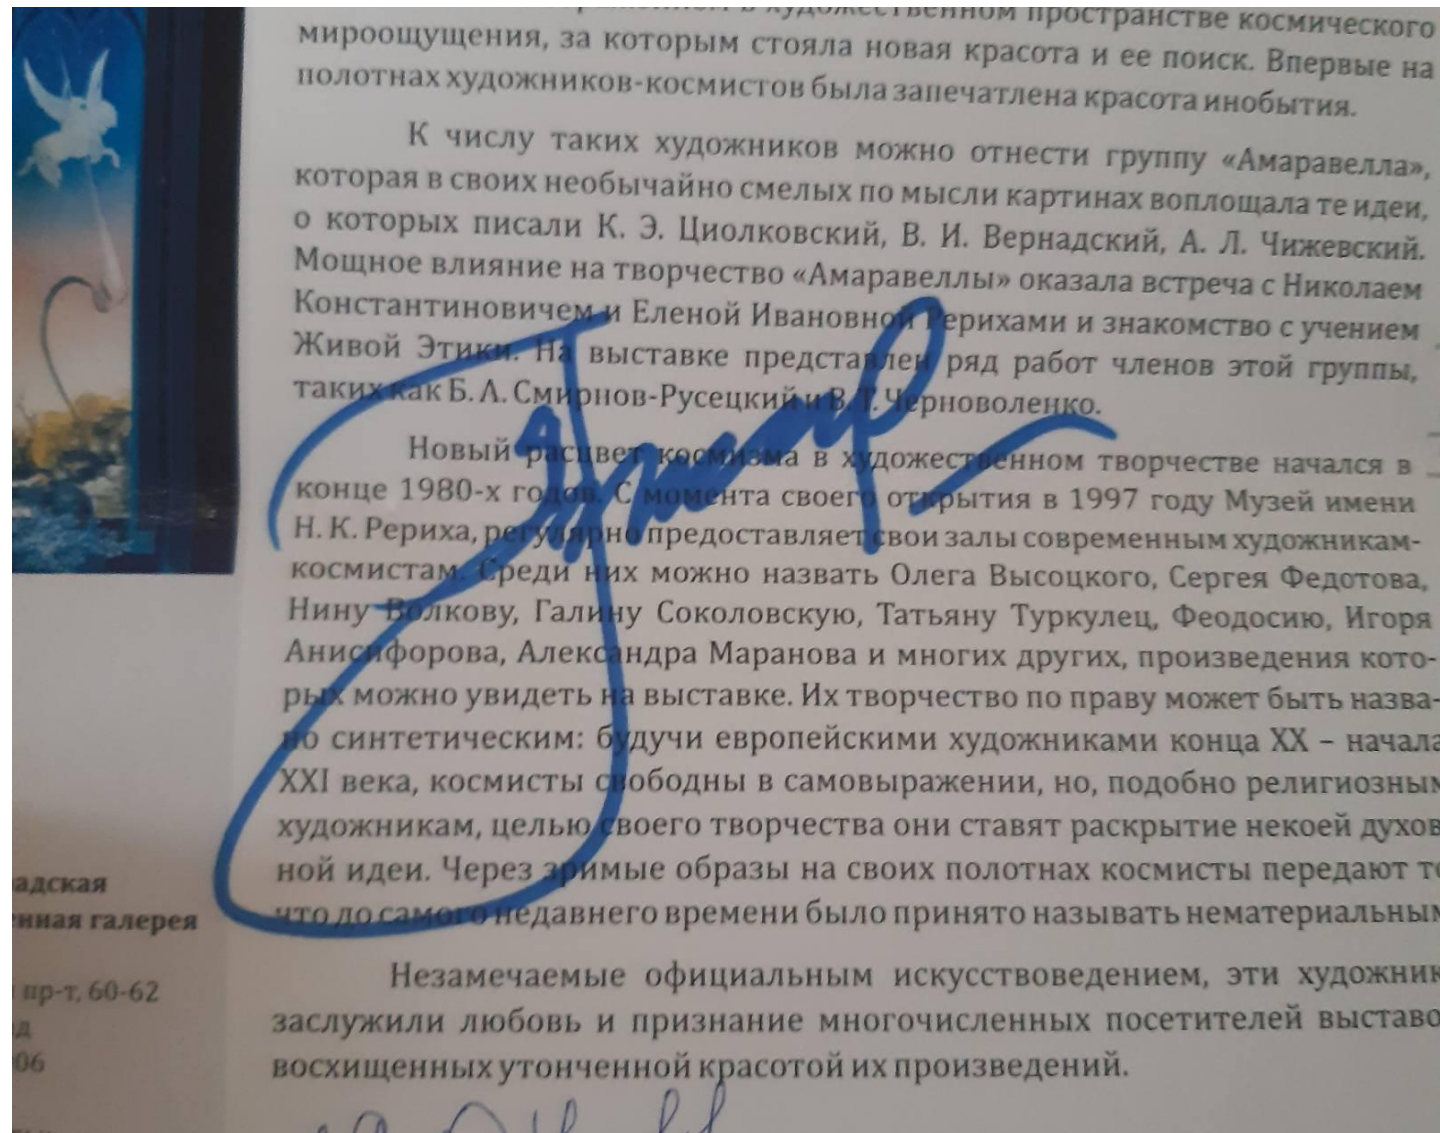 художественном пространстве космического
мироощущения, за которым стояла новая красота и ее поиск. Впервые на
полотнах художников-космистов была запечатлена красота инобытия.
К числу таких художников можно отнести группу «Амаравелла»,
которая в своих необычайно смелых по мысли картинах воплощала те идеи,
о которых писали К. Э. Циолковский, В. И. Вернадский, А. Л. Чижевский.
Мощное влияние на творчество «Амаравеллы» оказала встреча с Николаем
Константиновичем и Еленой Ивановной Рерихами и знакомство с учением
Живой Этики. На выставке представлен ряд работ членов этой группы,
таких как Б. А. Смирнов-Русецкий и В. Т. Черноволенко.
Новый расцвет космизма в художественном творчестве начался в
конце 1980-х годов. С момента своего открытия в 1997 году Музей имени
Н. К. Рериха, регулярно предоставляет свои залы современным художникам-
космистам. Среди них можно назвать Олега Высоцкого, Сергея Федотова,
Нину Волкову, Галину Соколовскую, Татьяну Туркулец, Феодосию, Игоря
Анисифорова, Александра Маранова и многих других, произведения кото-
рых можно увидеть на выставке. Их творчество по праву может быть назва-
но синтетическим: будучи европейскими художниками конца XX – начала
XXI века, космисты свободны в самовыражении, но, подобно религиозным
художникам, целью своего творчества они ставят раскрытие некоей духов
ной идеи. Через зримые образы на своих полотнах космисты передают то
что до самого недавнего времени было принято называть нематериальным
Незамечаемые официальным искусствоведением, эти художник
заслужили любовь и признание многочисленных посетителей выставо
восхищенных утонченной красотой их произведений.
адская
енная галерея
пр-т, 60-62
д
06